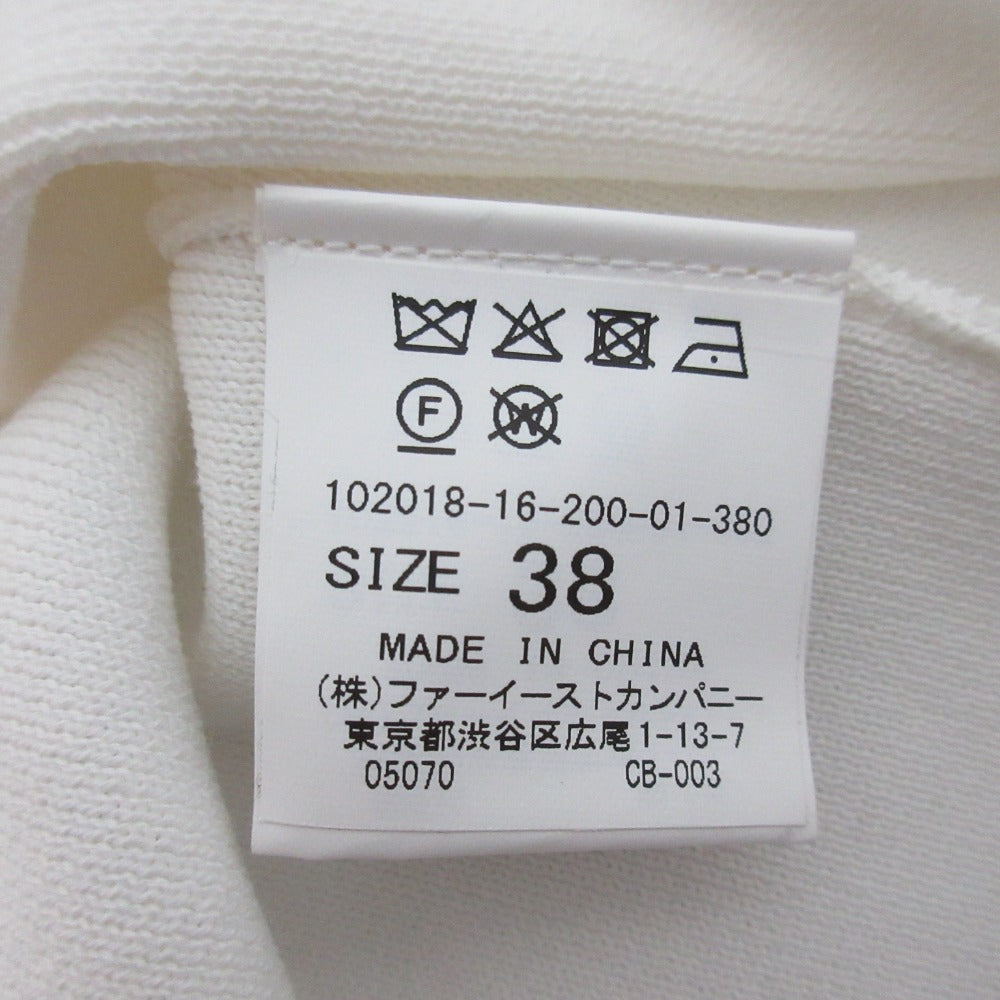 F W
102018-16-200-01-380
SIZE 38
MADE IN CHINA
(株)ファーイーストカンパニー
東京都渋谷区広尾1-13-7
05070 CB-003